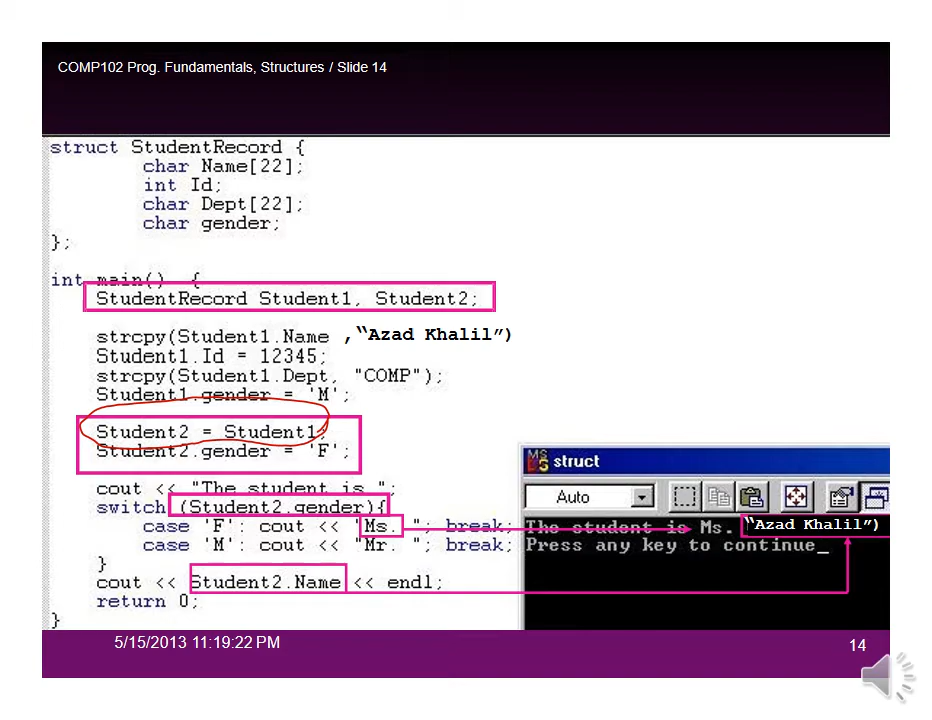 COMP102 Prog. Fundamentals, Structures / Slide 14
struct StudentRecord {
char Name[22];
int Id;
char Dept[22];
char gender;
};
int main() {
StudentRecord Student1, Student2;
strcpy(Student1.Name ,“Azad Khalil”)
Student1.Id = 12345;
strcpy(Student1.Dept, "COMP");
Student1.gender = 'M';
Student2 = Student1;
Student2.gender = 'F';
cout << "The student is ";
switch (Student2.gender){
case 'F': cout << "Ms. "; break;
case 'M': cout << "Mr. "; break;
}
cout << Student2.Name << endl;
return 0;
}
struct
Auto
The student is Ms. “Azad Khalil”)
Press any key to continue_
5/15/2013 11:19:22 PM
14